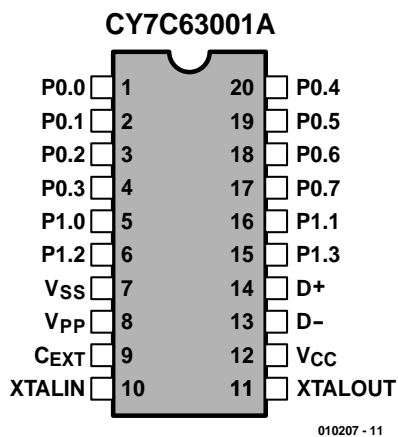 CY7C63001A
P0.0 1 20 P0.4
P0.1 2 19 P0.5
P0.2 3 18 P0.6
P0.3 4 17 P0.7
P1.0 5 16 P1.1
P1.2 6 15 P1.3
VSS 7 14 D+
VPP 8 13 D–
CEXT 9 12 VCC
XTALIN 10 11 XTALOUT
010207 - 11